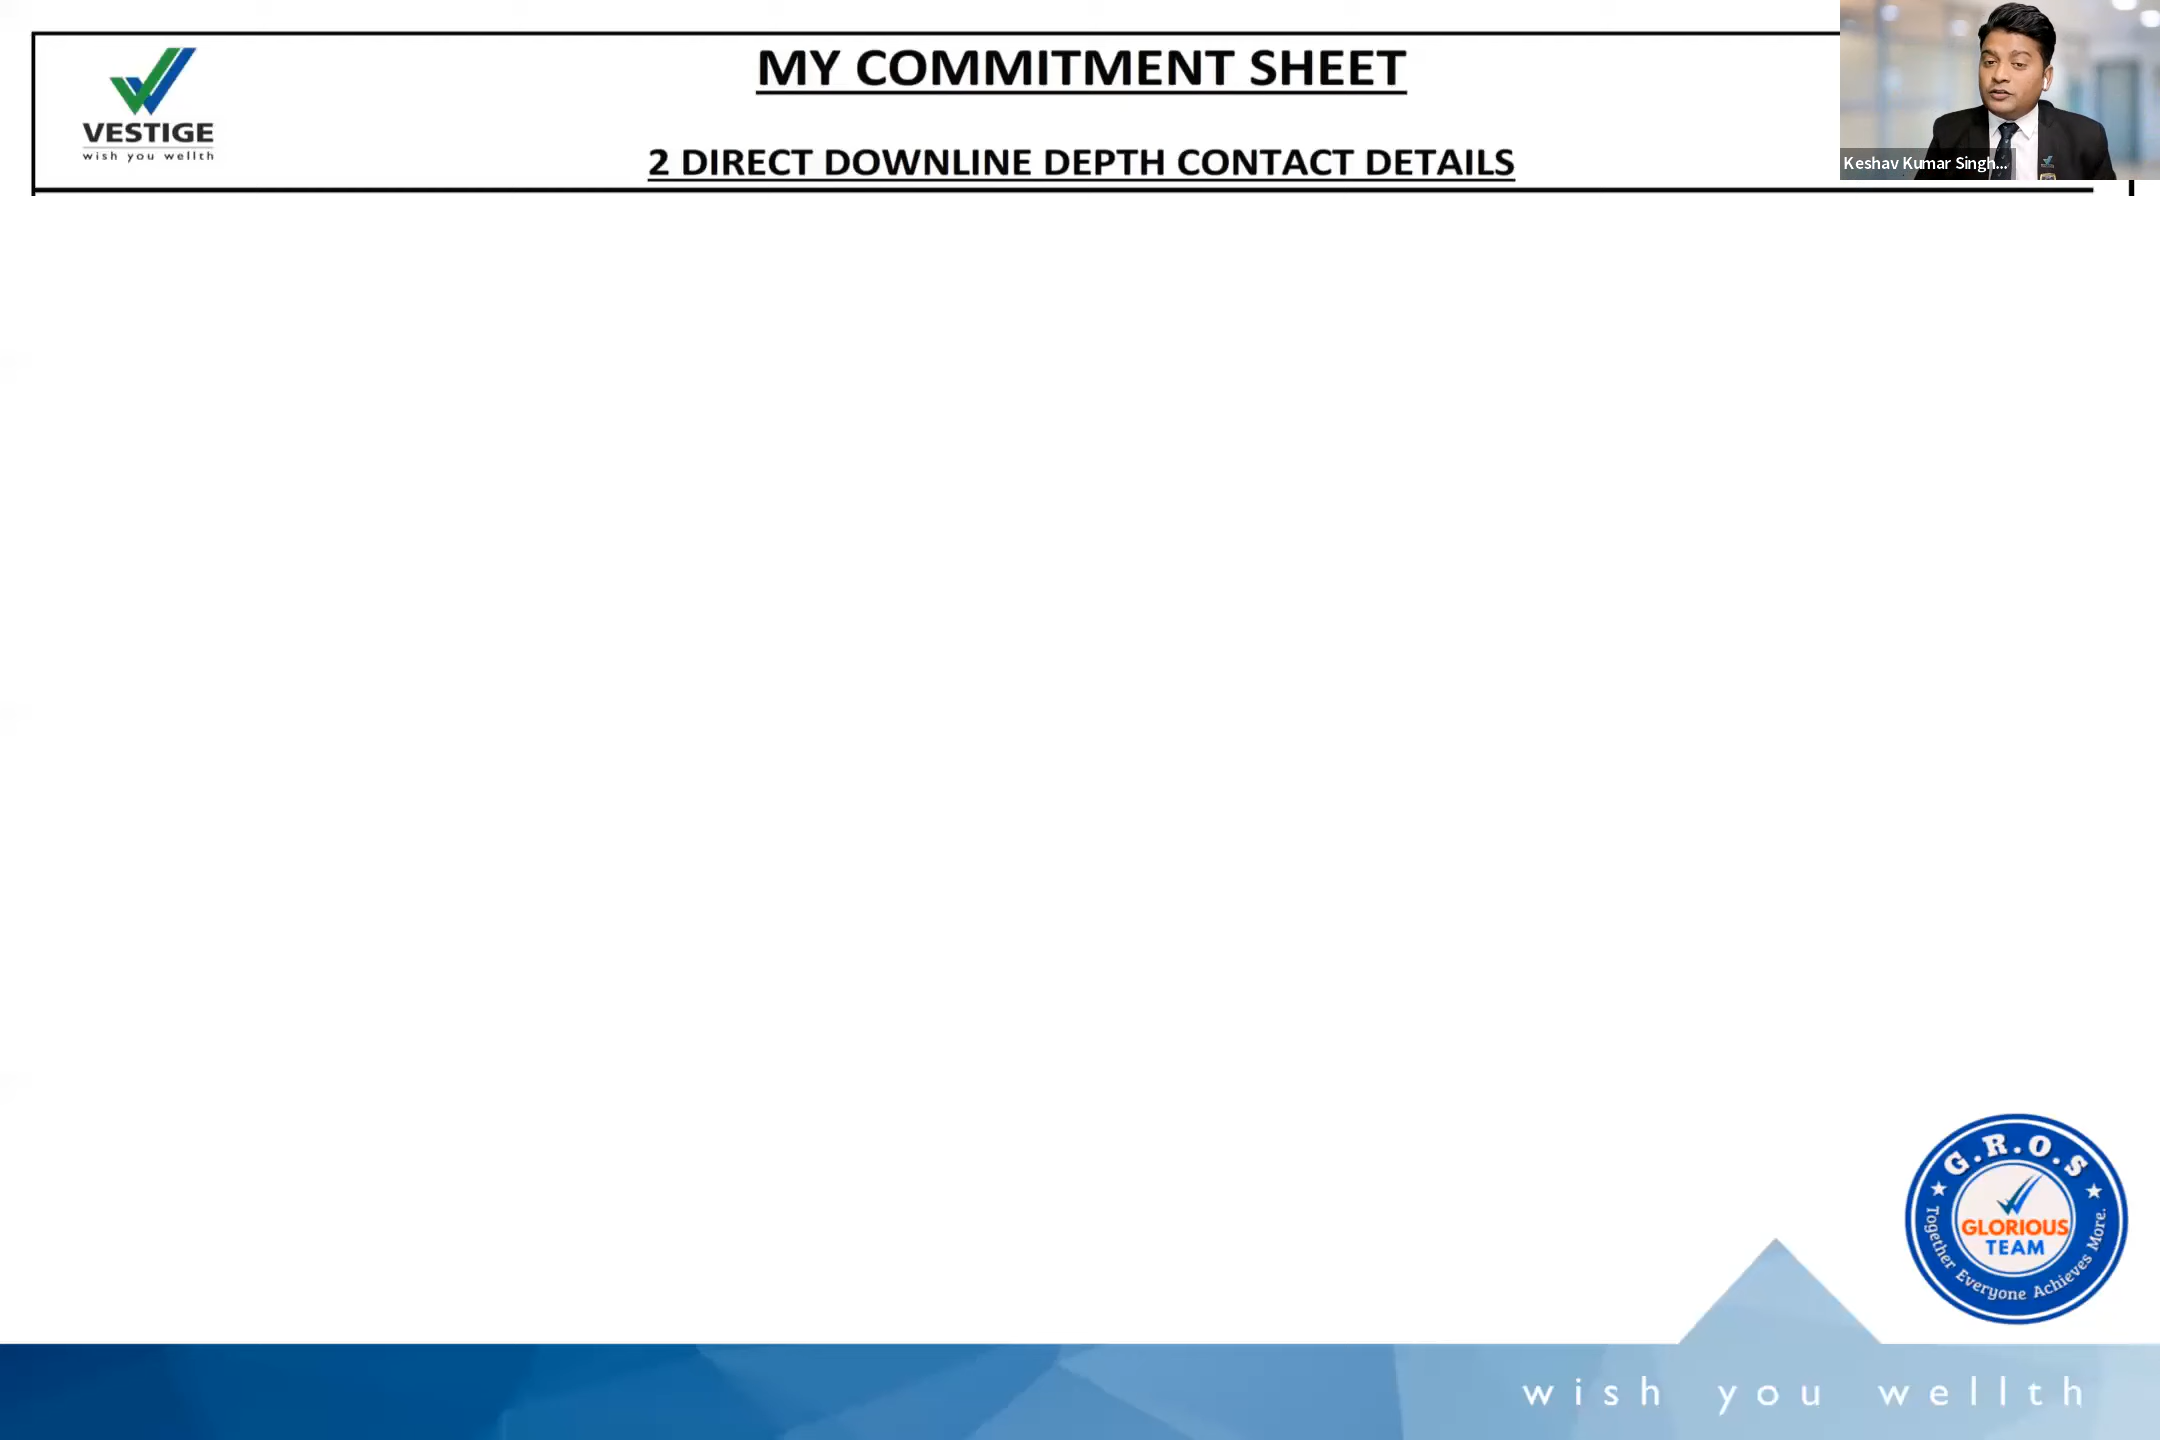 MY COMMITMENT SHEET
VESTIGE
wish you wellth
2 DIRECT DOWNLINE DEPTH CONTACT DETAILS
Keshav Kumar Singh...
G.R.O.S
GLORIOUS
TEAM
Together Everyone Achieves More.
wish you wellth